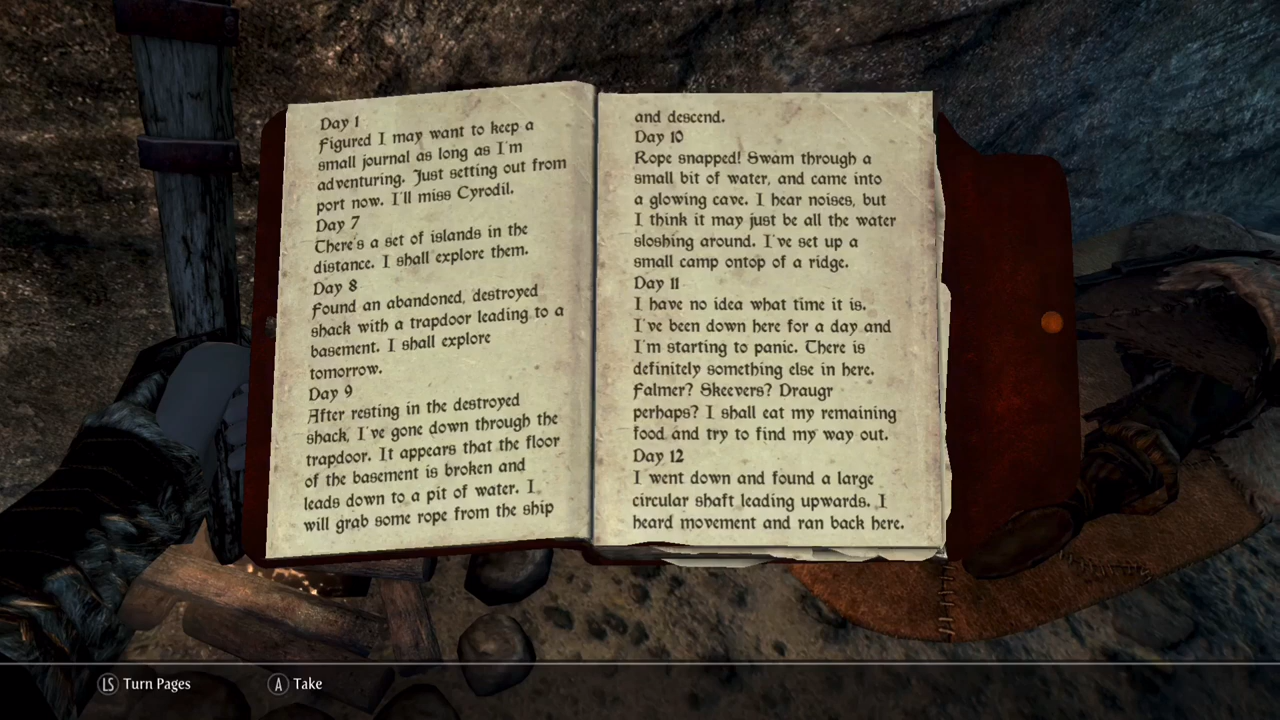 Day 1
Figured I may want to keep a
small journal as long as I'm
adventuring. Just setting out from
port now. I'll miss Cyrodil.
Day 7
There's a set of islands in the
distance. I shall explore them.
Day 8
Found an abandoned, destroyed
shack with a trapdoor leading to a
basement. I shall explore
tomorrow.
Day 9
After resting in the destroyed
shack, I've gone down through the
trapdoor. It appears that the floor
of the basement is broken and
leads down to a pit of water. I
will grab some rope from the ship
and descend.
Day 10
Rope snapped! Swam through a
small bit of water, and came into
a glowing cave. I hear noises, but
I think it may just be all the water
sloshing around. I've set up a
small camp ontop of a ridge.
Day 11
I have no idea what time it is.
I've been down here for a day and
I'm starting to panic. There is
definitely something else in here.
Falmer? Skeevers? Draugr
perhaps? I shall eat my remaining
food and try to find my way out.
Day 12
I went down and found a large
circular shaft leading upwards. I
heard movement and ran back here.
LS Turn Pages
A Take